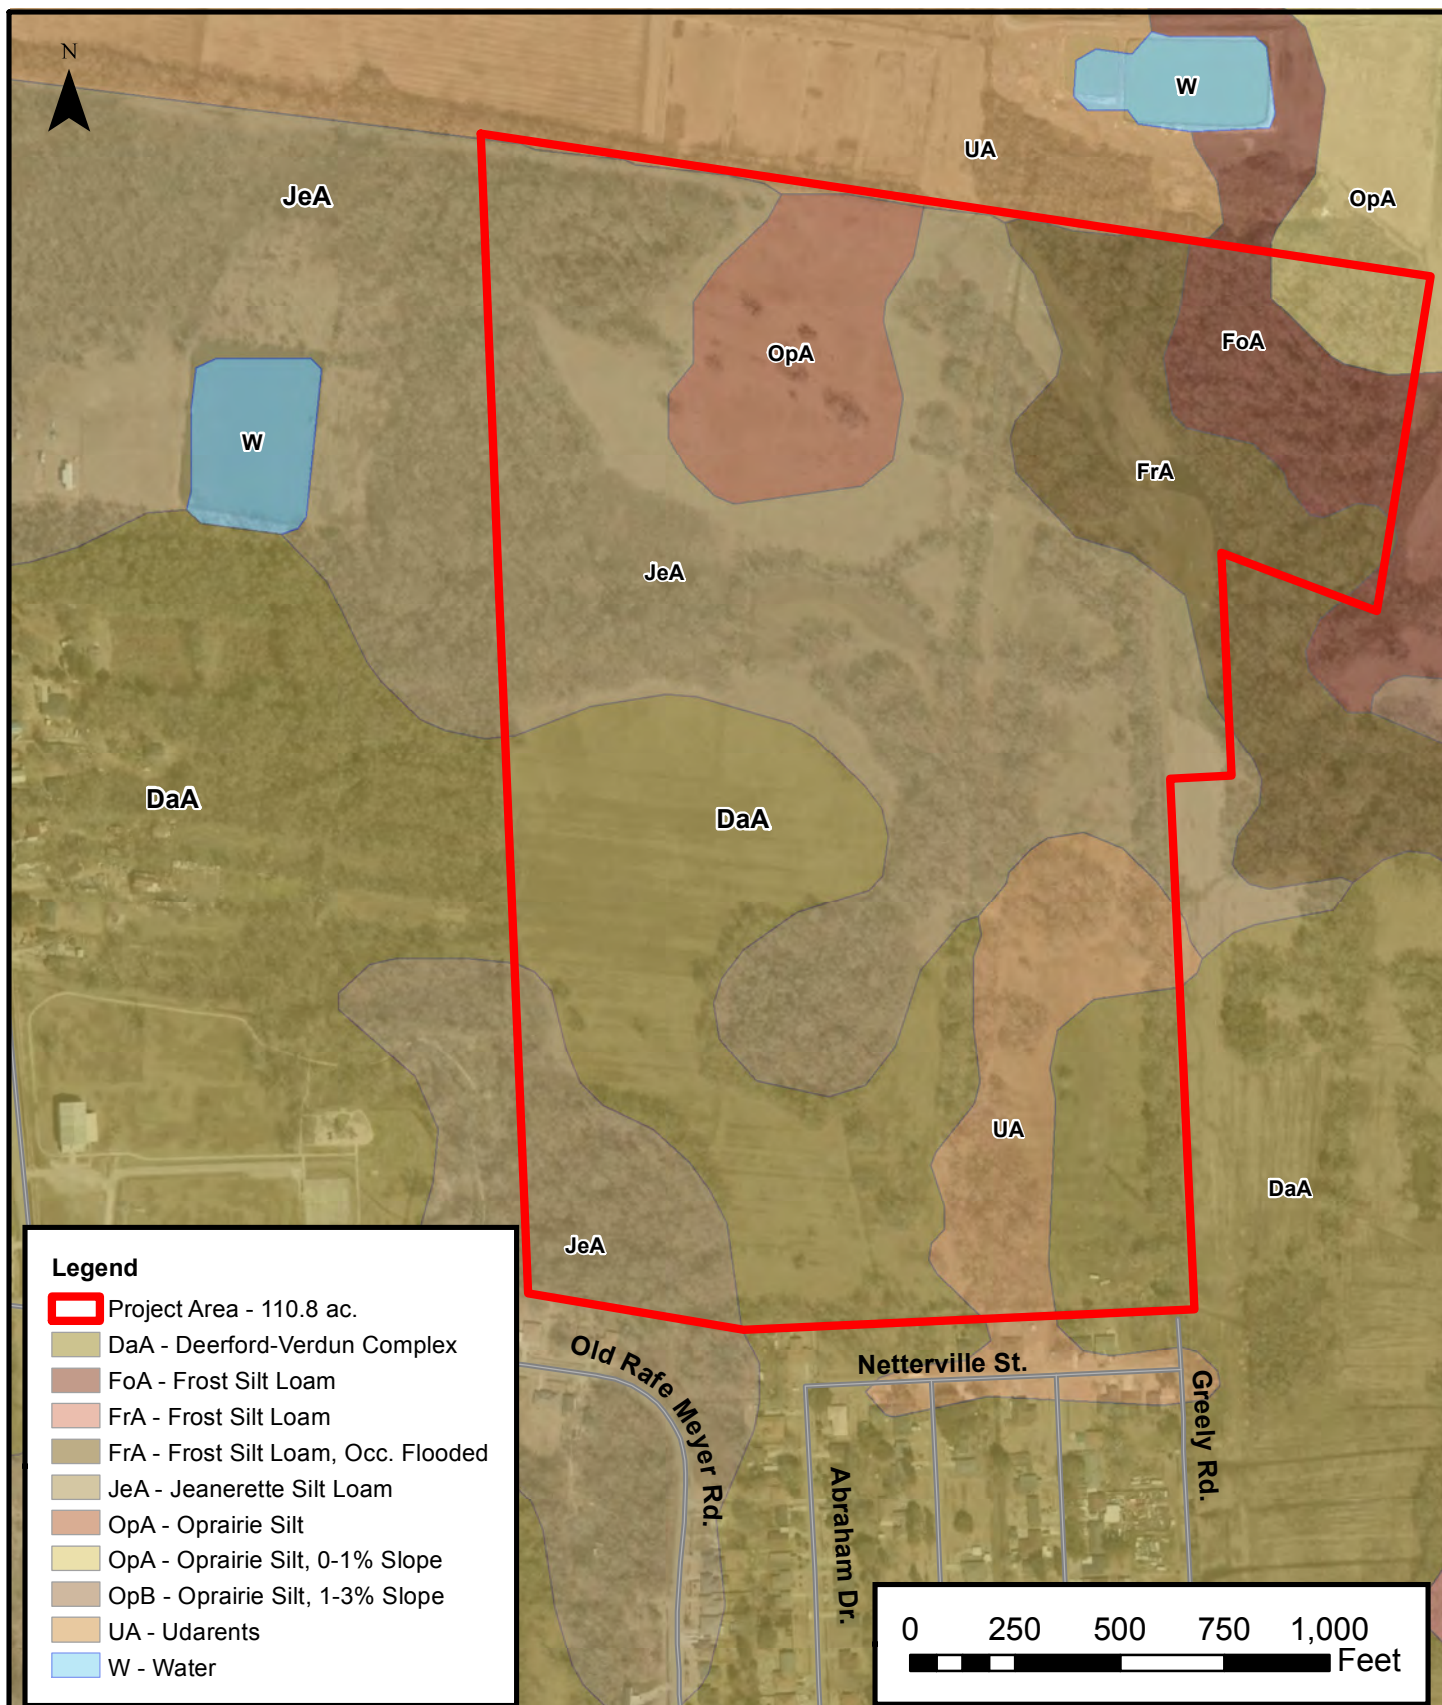 N
W
UA
JeA
OpA
FoA
OpA
W
FrA
JeA
DaA
DaA
UA
DaA
JeA
Legend
Project Area - 110.8 ac.
DaA - Deerford-Verdun Complex
FoA - Frost Silt Loam
FrA - Frost Silt Loam
FrA - Frost Silt Loam, Occ. Flooded
JeA - Jeanerette Silt Loam
OpA - Oprairie Silt
OpA - Oprairie Silt, 0-1% Slope
OpB - Oprairie Silt, 1-3% Slope
UA - Udarents
W - Water
Old Rafe Meyer Rd.
Netterville St.
Greely Rd.
Abraham Dr.
0 250 500 750 1,000
Feet